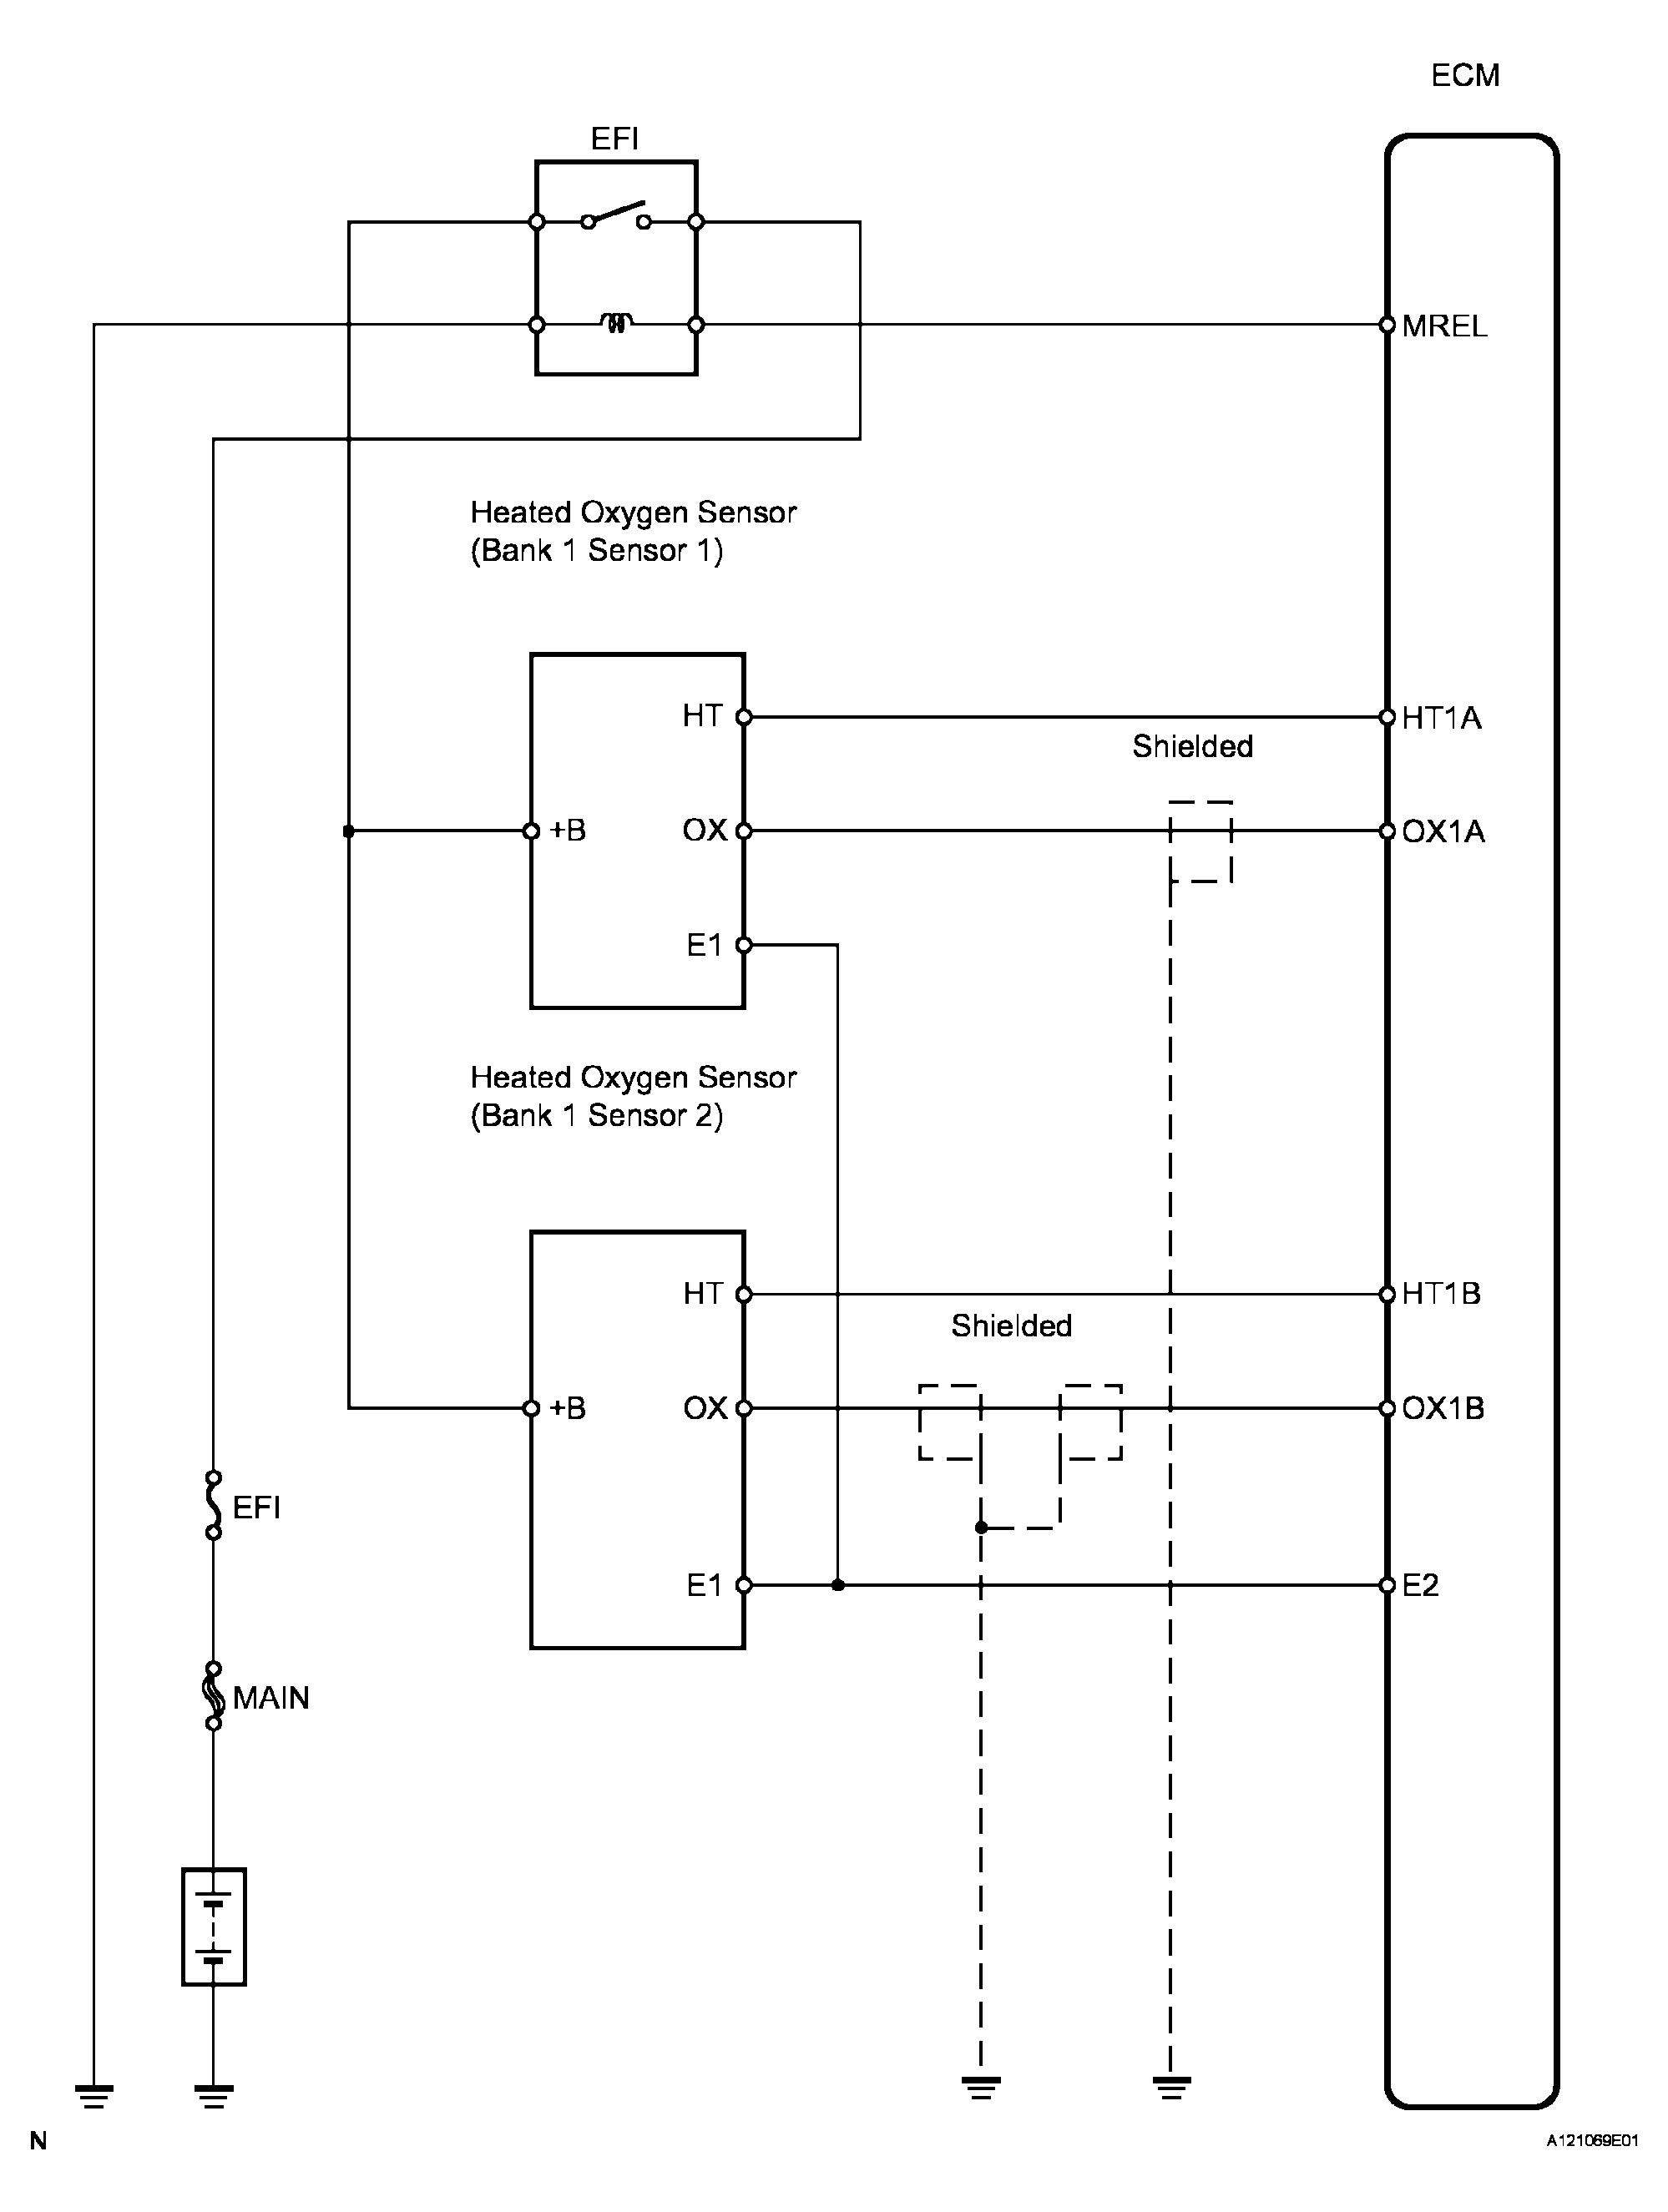 ECM
EFI
MREL
Heated Oxygen Sensor
(Bank 1 Sensor 1)
HT
HT1A
Shielded
+B
OX
OX1A
E1
Heated Oxygen Sensor
(Bank 1 Sensor 2)
HT
HT1B
Shielded
+B
OX
OX1B
EFI
E1
E2
MAIN
N
A121069E01